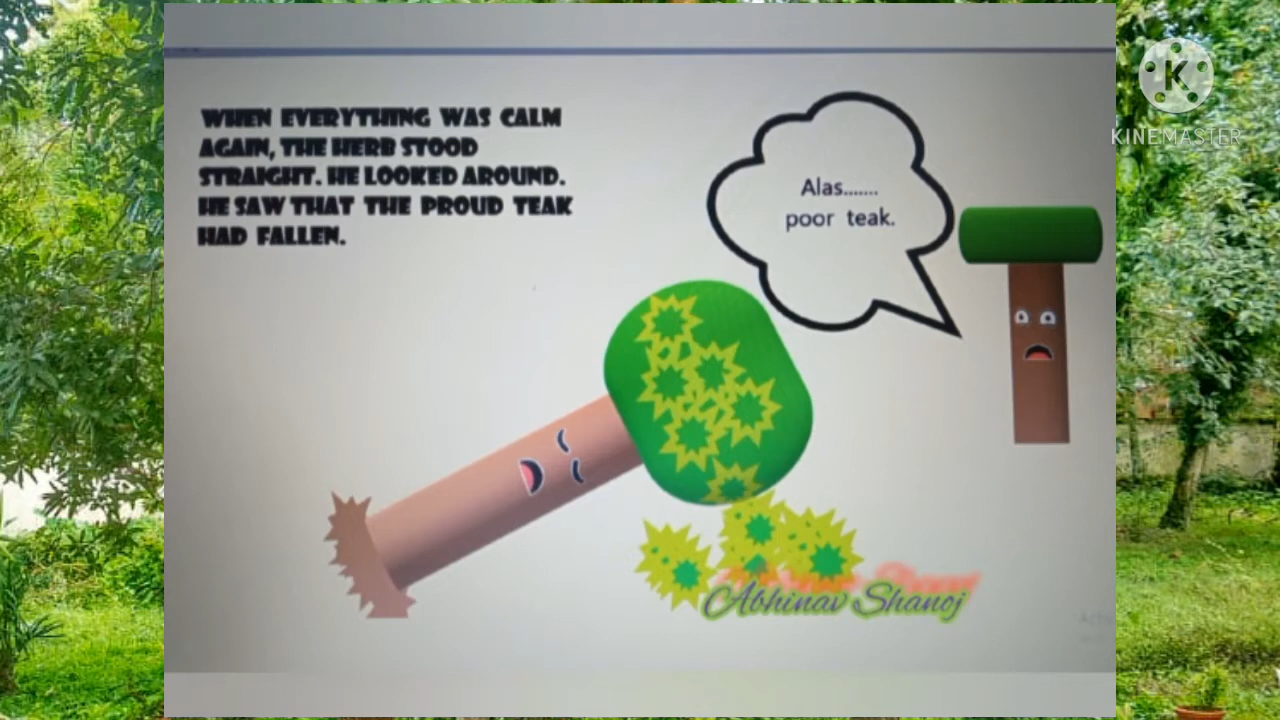 WHEN EVERYTHING WAS CALM
AGAIN, THE HERB STOOD
STRAIGHT. HE LOOKED AROUND.
HE SAW THAT THE PROUD TEAK
HAD FALLEN.
Alas.......
poor teak.
Abhinav Shanoj
K
KINEMASTER